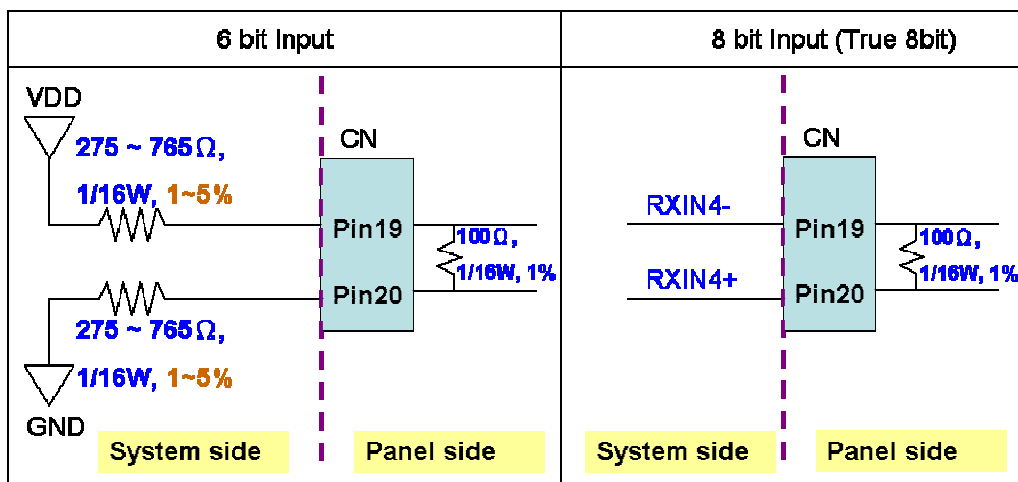 6 bit Input
VDD
275 ~ 765Ω,
1/16W, 1~5%
CN
Pin19
Pin20
100Ω,
1/16W, 1%
275 ~ 765Ω,
1/16W, 1~5%
GND
System side
Panel side
8 bit Input (True 8bit)
CN
RXIN4-
RXIN4+
Pin19
Pin20
100Ω,
1/16W, 1%
System side
Panel side